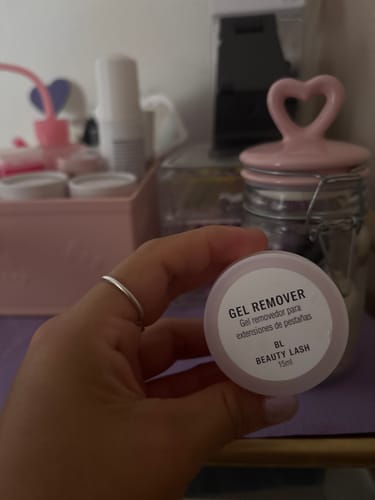 GEL REMOVER
Gel removedor para
extensiones de pestañas
BL
BEAUTY LASH
15ml